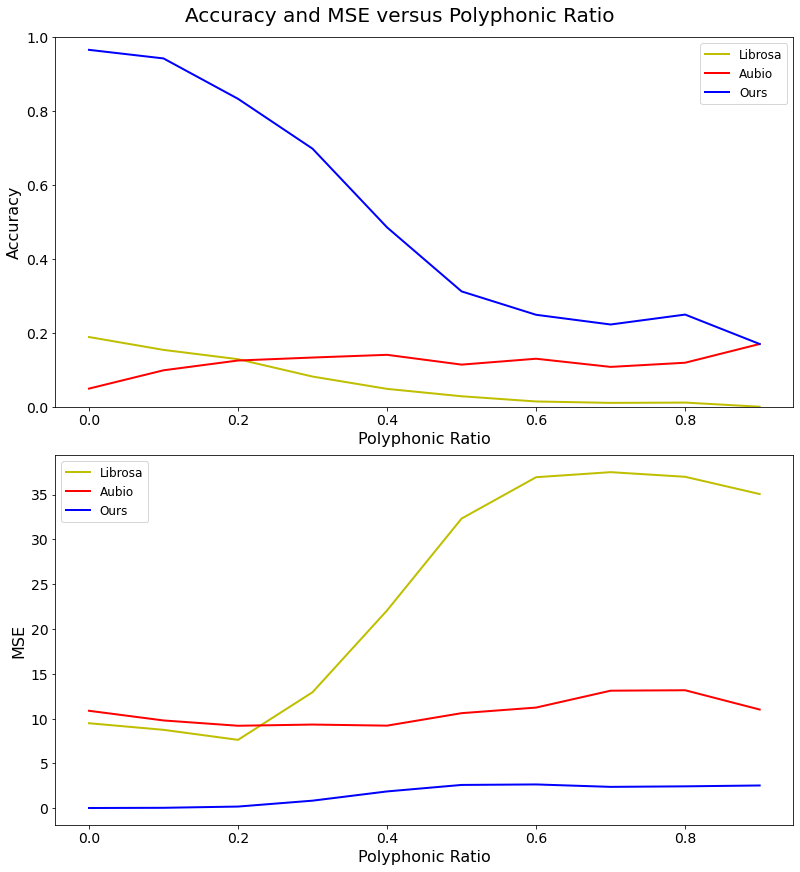 Accuracy and MSE versus Polyphonic Ratio
1.0
0.8
0.6
0.4
0.2
0.0
Accuracy
Librosa
Aubio
Ours
0.0 0.2 0.4 0.6 0.8
Polyphonic Ratio
35
30
25
20
15
10
5
0
MSE
Librosa
Aubio
Ours
0.0 0.2 0.4 0.6 0.8
Polyphonic Ratio